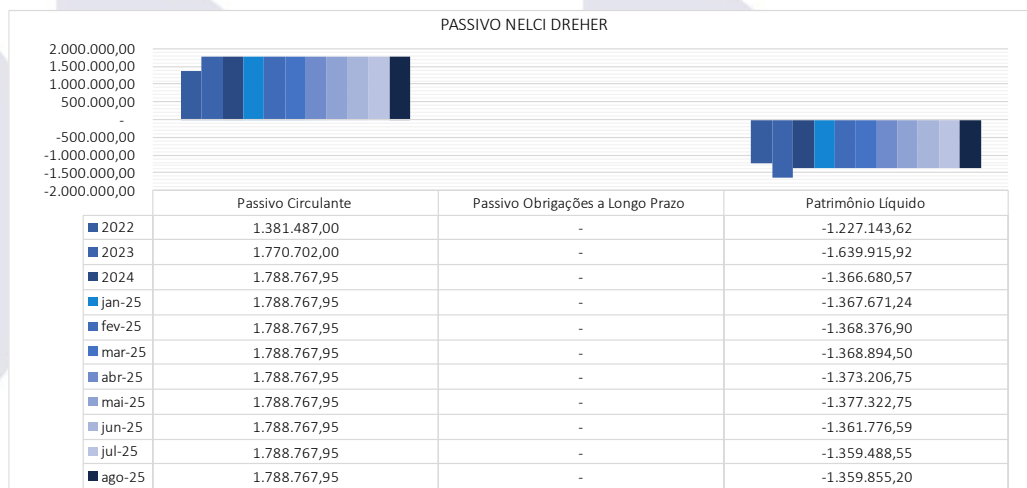 PASSIVO NELCI DREHER
2.000.000,00
1.500.000,00
1.000.000,00
500.000,00
-
-500.000,00
-1.000.000,00
-1.500.000,00
-2.000.000,00
Passivo Circulante Passivo Obrigações a Longo Prazo Patrimônio Líquido
2022 1.381.487,00 - -1.227.143,62
2023 1.770.702,00 - -1.639.915,92
2024 1.788.767,95 - -1.366.680,57
jan-25 1.788.767,95 - -1.367.671,24
fev-25 1.788.767,95 - -1.368.376,90
mar-25 1.788.767,95 - -1.368.894,50
abr-25 1.788.767,95 - -1.373.206,75
mai-25 1.788.767,95 - -1.377.322,75
jun-25 1.788.767,95 - -1.361.776,59
jul-25 1.788.767,95 - -1.359.488,55
ago-25 1.788.767,95 - -1.359.855,20